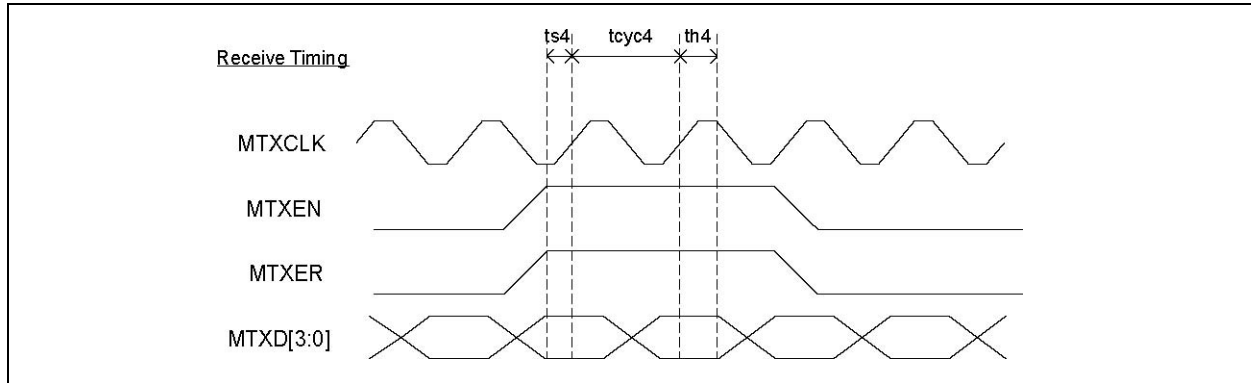 ts4 tcyc4 th4
Receive Timing
MTXCLK
MTXEN
MTXER
MTXD[3:0]